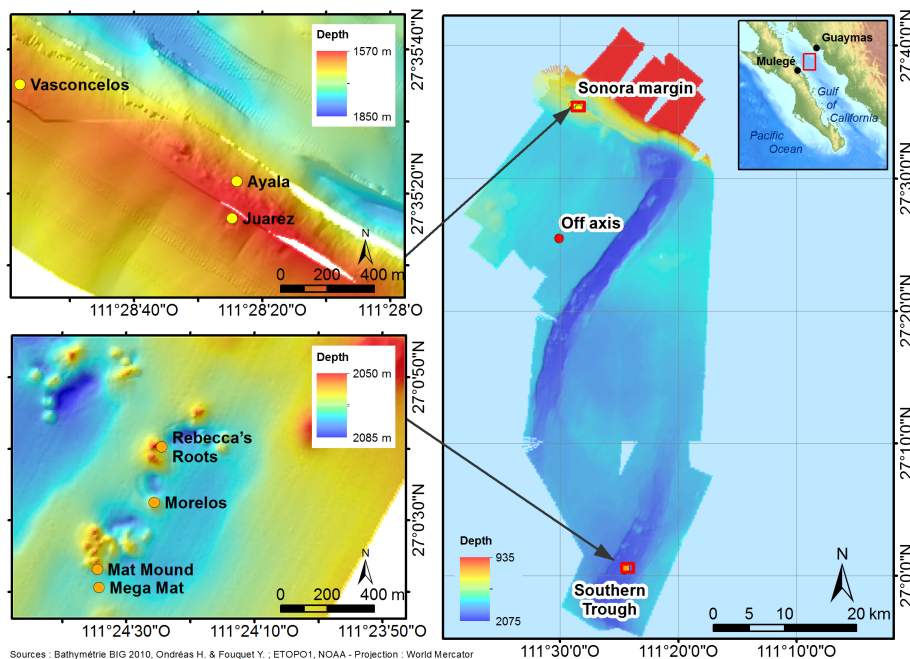 Depth
1570 m
1850 m
Vasconcelos
Ayala
Juarez
N
0 200 400 m
27°35'40"N
27°35'20"N
111°28'40"O
111°28'20"O
111°28'O
Depth
2050 m
2085 m
Rebecca's
Roots
Morelos
Mat Mound
Mega Mat
N
0 200 400 m
27°0'50"N
27°0'30"N
111°24'30"O
111°24'10"O
111°23'50"O
Sonora margin
Off axis
Southern
Trough
Depth
935
2075
N
0 5 10 20 km
Guaymas
Mulegé
Gulf
of
California
Pacific
Ocean
27°40'0"N
27°30'0"N
27°20'0"N
27°10'0"N
27°0'0"N
111°30'0"O
111°20'0"O
111°10'0"O
Sources : Bathymétrie BIG 2010, Ondréas H. & Fouquet Y. ; ETOPO1, NOAA - Projection : World Mercator